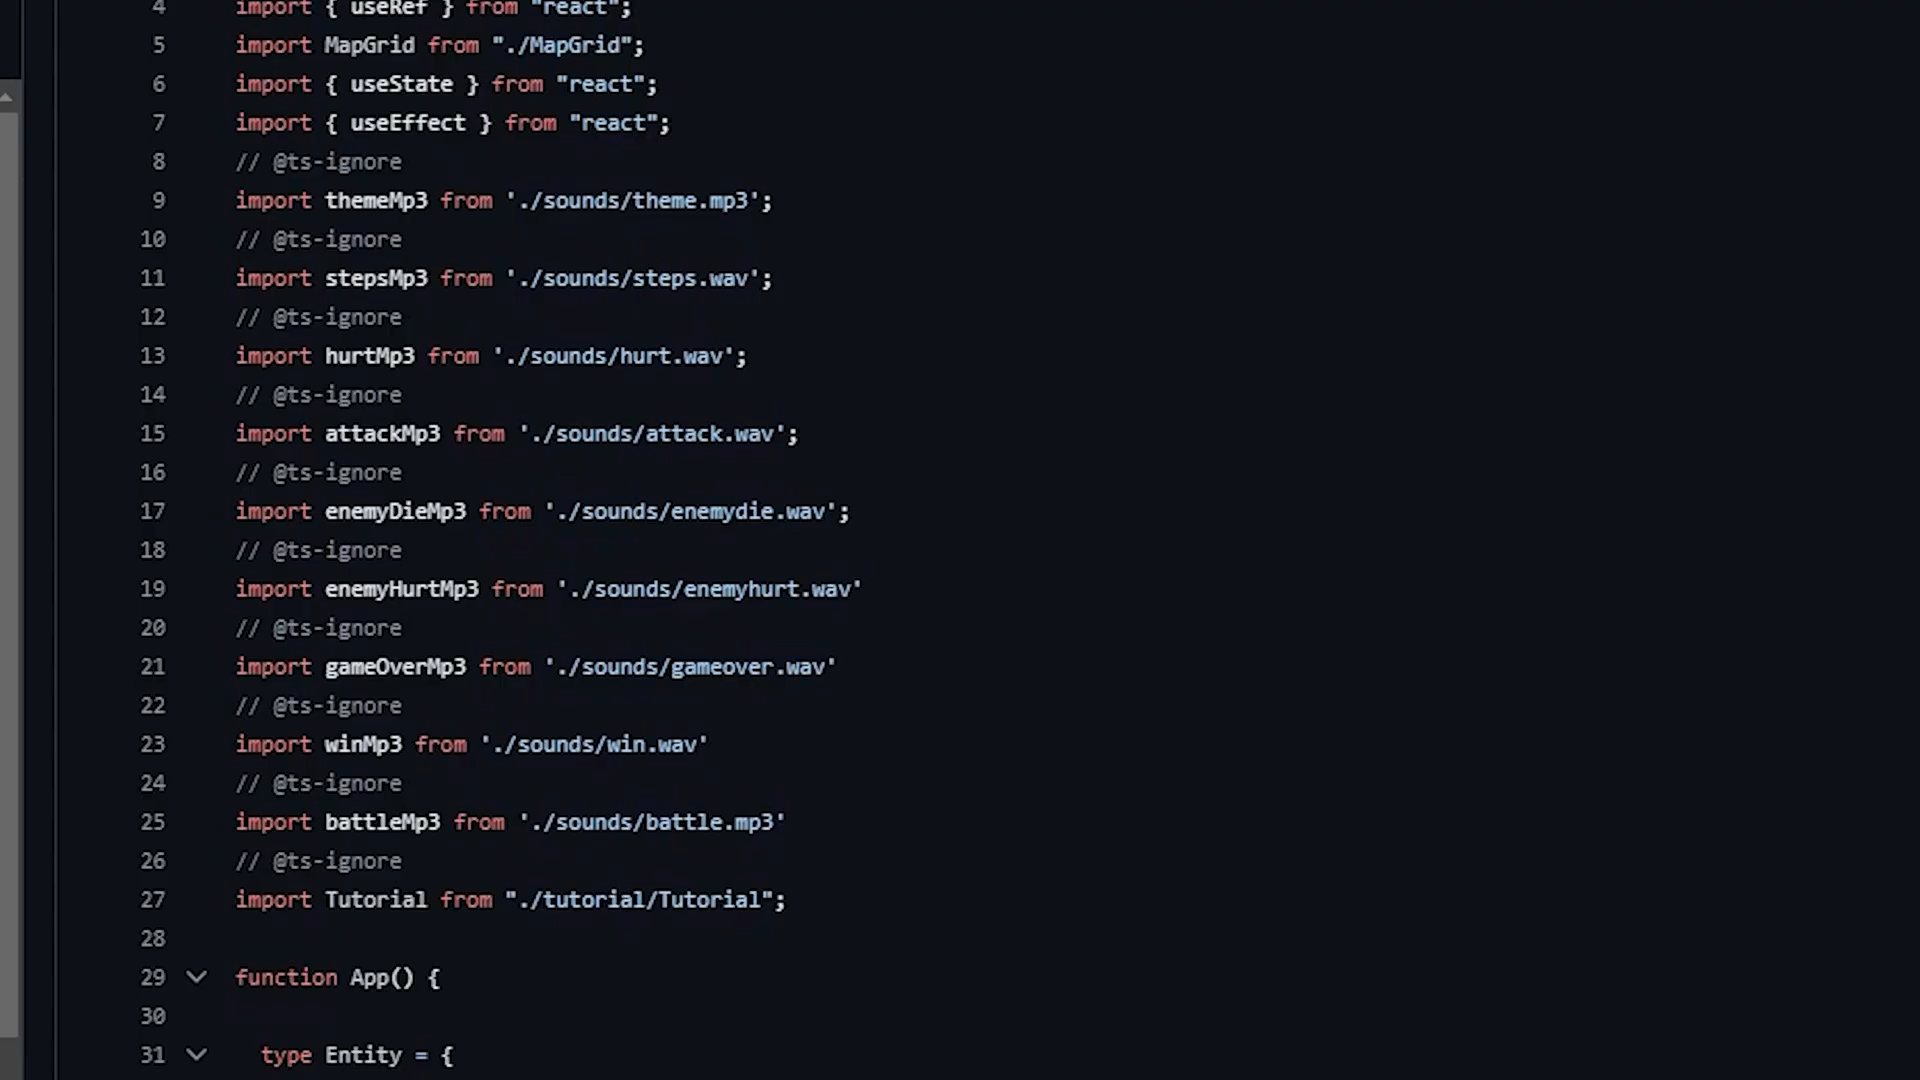 4 import { useRef } from "react";
5 import MapGrid from "./MapGrid";
6 import { useState } from "react";
7 import { useEffect } from "react";
8 // @ts-ignore
9 import themeMp3 from './sounds/theme.mp3';
10 // @ts-ignore
11 import stepsMp3 from './sounds/steps.wav';
12 // @ts-ignore
13 import hurtMp3 from './sounds/hurt.wav';
14 // @ts-ignore
15 import attackMp3 from './sounds/attack.wav';
16 // @ts-ignore
17 import enemyDieMp3 from './sounds/enemydie.wav';
18 // @ts-ignore
19 import enemyHurtMp3 from './sounds/enemyhurt.wav'
20 // @ts-ignore
21 import gameOverMp3 from './sounds/gameover.wav'
22 // @ts-ignore
23 import winMp3 from './sounds/win.wav'
24 // @ts-ignore
25 import battleMp3 from './sounds/battle.mp3'
26 // @ts-ignore
27 import Tutorial from "./tutorial/Tutorial";
28
29 function App() {
30
31 type Entity = {